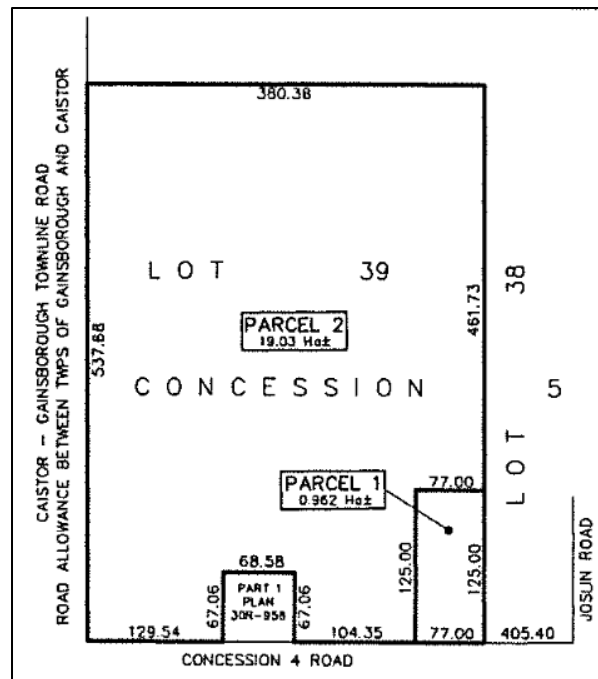 380.38
CAISTOR - GAINSBOROUGH TOWNLINE ROAD
ROAD ALLOWANCE BETWEEN TWPS OF GAINSBOROUGH AND CAISTOR
537.68
LOT 39
PARCEL 2
19.03 Ha±
461.73
LOT 38
CONCESSION 5
PARCEL 1
0.962 Ha±
77.00
125.00
125.00
68.58
67.06
PART 1
PLAN
30R-958
67.06
129.54
104.35
77.00
405.40
JOSUN ROAD
CONCESSION 4 ROAD